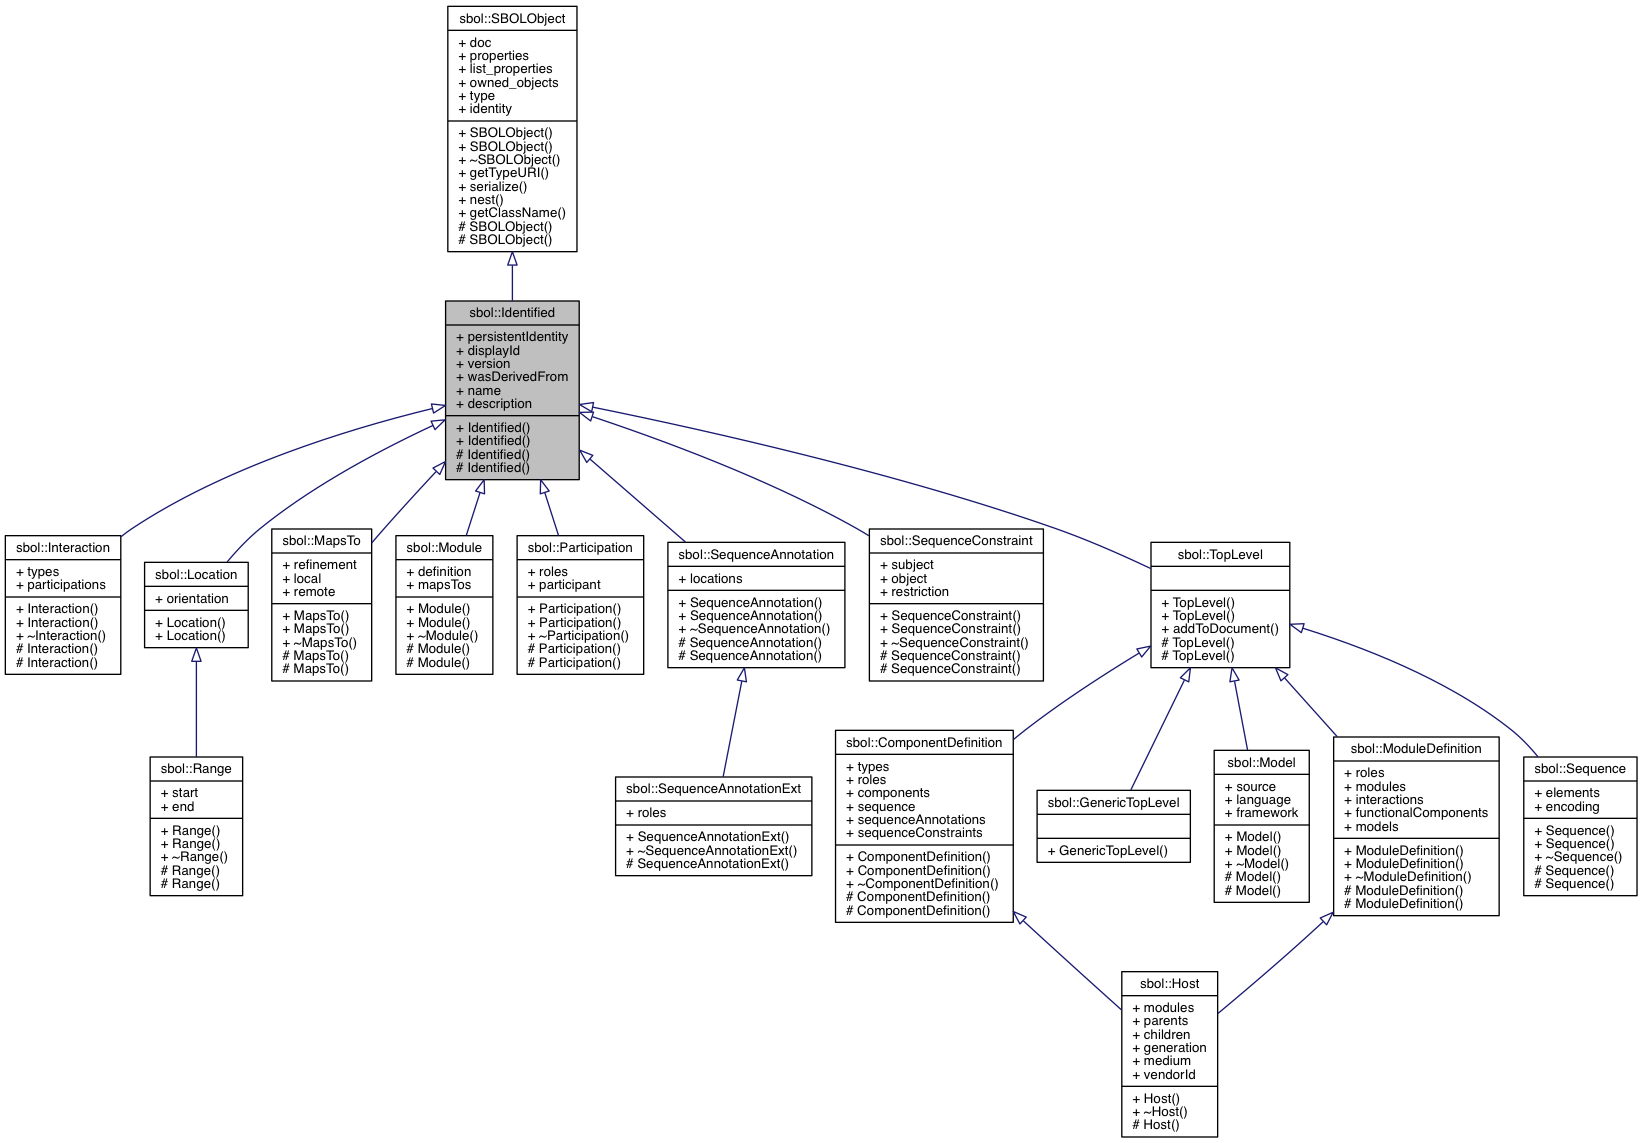 sbol::SBOLObject
+ doc
+ properties
+ list_properties
+ owned_objects
+ type
+ identity
+ SBOLObject()
+ SBOLObject()
+ ~SBOLObject()
+ getTypeURI()
+ serialize()
+ nest()
+ getClassName()
# SBOLObject()
# SBOLObject()
sbol::Identified
+ persistentIdentity
+ displayId
+ version
+ wasDerivedFrom
+ name
+ description
+ Identified()
+ Identified()
# Identified()
# Identified()
sbol::Interaction
+ types
+ participations
+ Interaction()
+ Interaction()
+ ~Interaction()
# Interaction()
# Interaction()
sbol::Location
+ orientation
+ Location()
+ Location()
sbol::MapsTo
+ refinement
+ local
+ remote
+ MapsTo()
+ MapsTo()
+ ~MapsTo()
# MapsTo()
# MapsTo()
sbol::Module
+ definition
+ mapsTos
+ Module()
+ Module()
+ ~Module()
# Module()
# Module()
sbol::Participation
+ roles
+ participant
+ Participation()
+ Participation()
+ ~Participation()
# Participation()
# Participation()
sbol::SequenceAnnotation
+ locations
+ SequenceAnnotation()
+ SequenceAnnotation()
+ ~SequenceAnnotation()
# SequenceAnnotation()
# SequenceAnnotation()
sbol::SequenceConstraint
+ subject
+ object
+ restriction
+ SequenceConstraint()
+ SequenceConstraint()
+ ~SequenceConstraint()
# SequenceConstraint()
# SequenceConstraint()
sbol::TopLevel
+ TopLevel()
+ TopLevel()
+ addToDocument()
# TopLevel()
# TopLevel()
sbol::Range
+ start
+ end
+ Range()
+ Range()
+ ~Range()
# Range()
# Range()
sbol::SequenceAnnotationExt
+ roles
+ SequenceAnnotationExt()
+ ~SequenceAnnotationExt()
# SequenceAnnotationExt()
sbol::ComponentDefinition
+ types
+ roles
+ components
+ sequence
+ sequenceAnnotations
+ sequenceConstraints
+ ComponentDefinition()
+ ComponentDefinition()
+ ~ComponentDefinition()
# ComponentDefinition()
# ComponentDefinition()
sbol::GenericTopLevel
+ GenericTopLevel()
sbol::Model
+ source
+ language
+ framework
+ Model()
+ Model()
+ ~Model()
# Model()
# Model()
sbol::ModuleDefinition
+ roles
+ modules
+ interactions
+ functionalComponents
+ models
+ ModuleDefinition()
+ ModuleDefinition()
+ ~ModuleDefinition()
# ModuleDefinition()
# ModuleDefinition()
sbol::Sequence
+ elements
+ encoding
+ Sequence()
+ Sequence()
+ ~Sequence()
# Sequence()
# Sequence()
sbol::Host
+ modules
+ parents
+ children
+ generation
+ medium
+ vendorId
+ Host()
+ ~Host()
# Host()